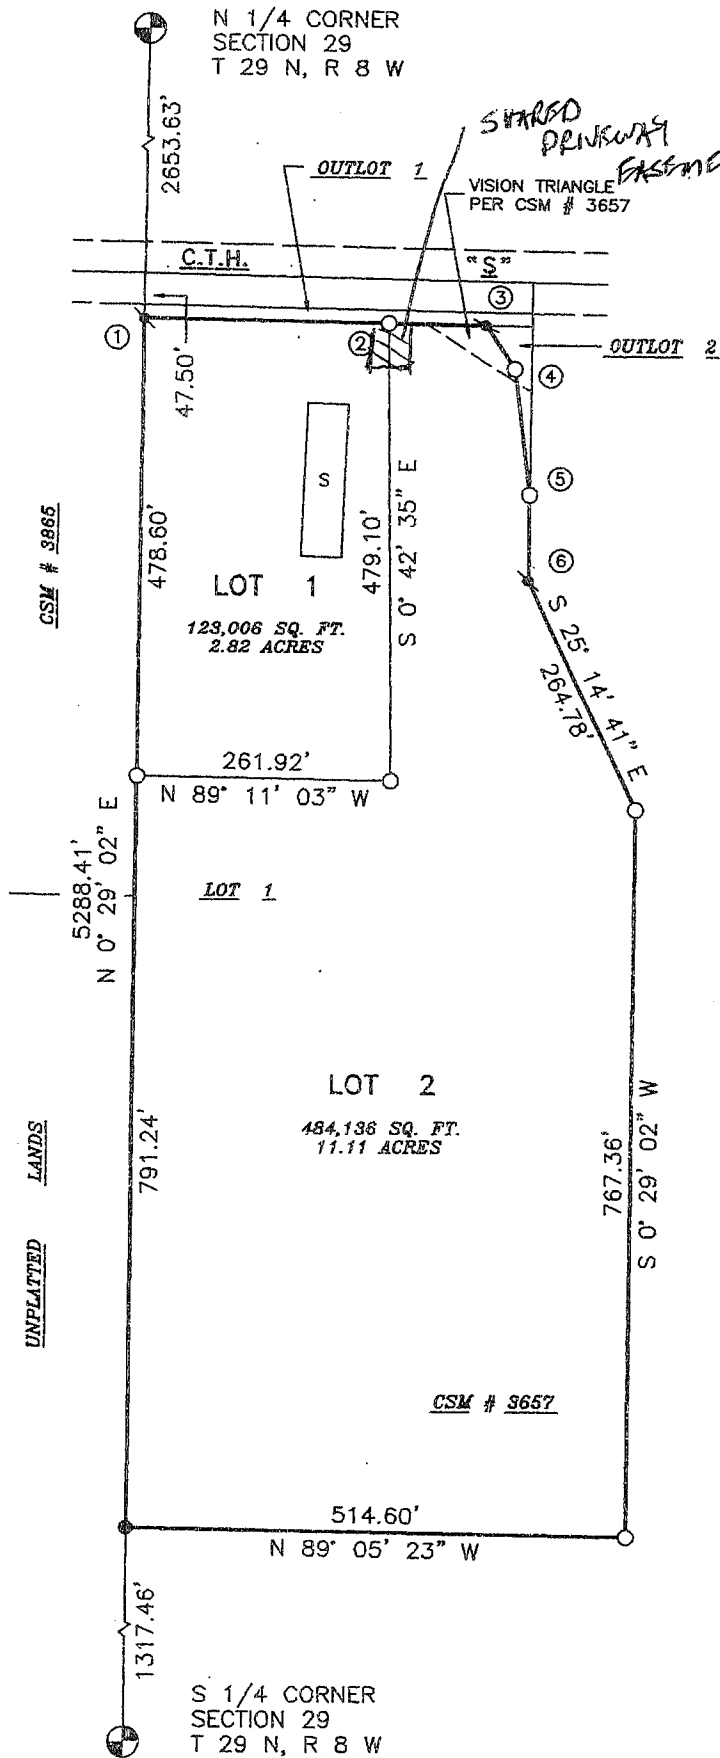 N 1/4 CORNER
SECTION 29
T 29 N, R 8 W
2653.63'
SHARED
DRIVEWAY
EASEME
OUTLOT 1
VISION TRIANGLE
PER CSM # 3657
C.T.H.
"S"
1
2
3
OUTLOT 2
4
47.50'
5
6
CSM # 3865
478.60'
S
479.10'
S 0° 42' 35" E
LOT 1
123,006 SQ. FT.
2.82 ACRES
S 25° 14' 41" E
264.78'
261.92'
N 89° 11' 03" W
5288.41'
N 0° 29' 02" E
LOT 1
LOT 2
484,136 SQ. FT.
11.11 ACRES
UNPLATTED LANDS
791.24'
767.36'
S 0° 29' 02" W
CSM # 3657
514.60'
N 89° 05' 23" W
1317.46'
S 1/4 CORNER
SECTION 29
T 29 N, R 8 W